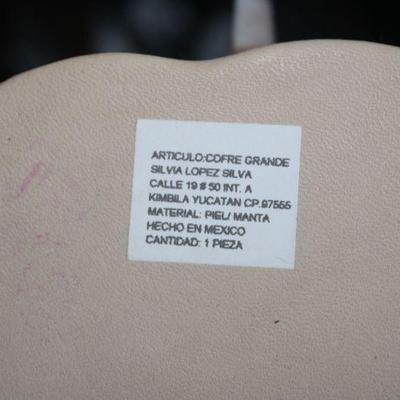 ARTICULO:COFRE GRANDE
SILVIA LOPEZ SILVA
CALLE 19 # 50 INT. A
KIMBILA YUCATAN CP.97555
MATERIAL: PIEL/ MANTA
HECHO EN MEXICO
CANTIDAD: 1 PIEZA